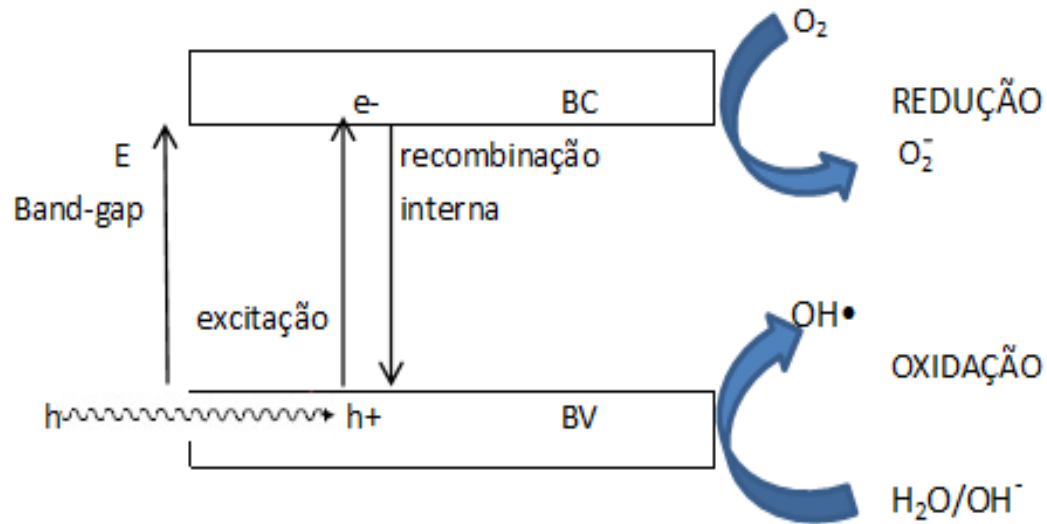 O₂
e- BC REDUÇÃO
E recombinação O₂⁻
Band-gap interna
excitação OH•
OXIDAÇÃO
h h+ BV
H₂O/OH⁻